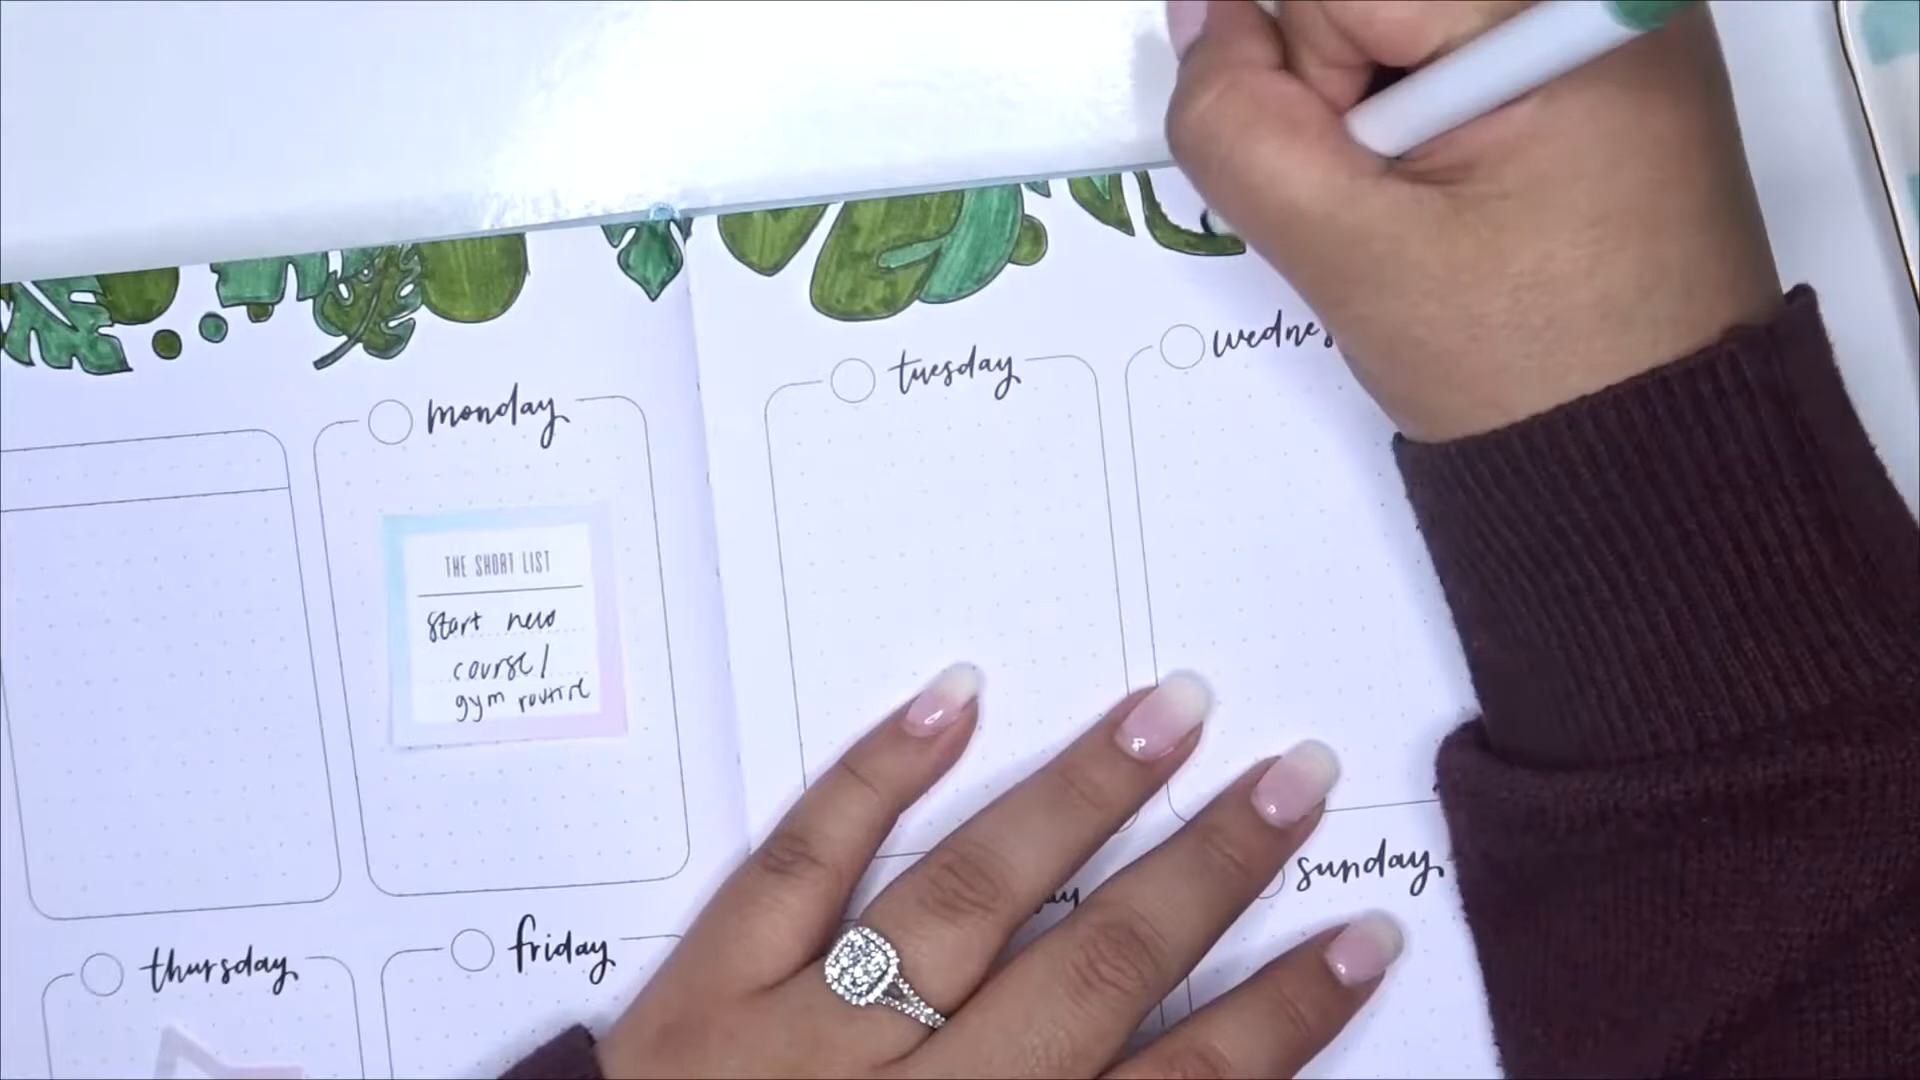 tuesday
monday
THE SHORT LIST
Start new
course/
gym routine
sunday
thursday
friday